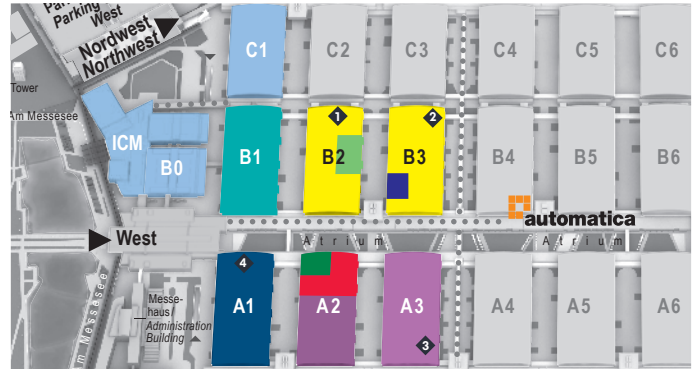 Parking
West
Nordwest
Northwest
C1
C2
C3
C4
C5
C6
Tower
Am Messesee
ICM
B0
B1
1
B2
2
B3
B4
B5
B6
automatica
West
Atrium
Atrium
4
A1
A2
A3
3
A4
A5
A6
Messe-
haus/
Administration
Building
Am Messesee